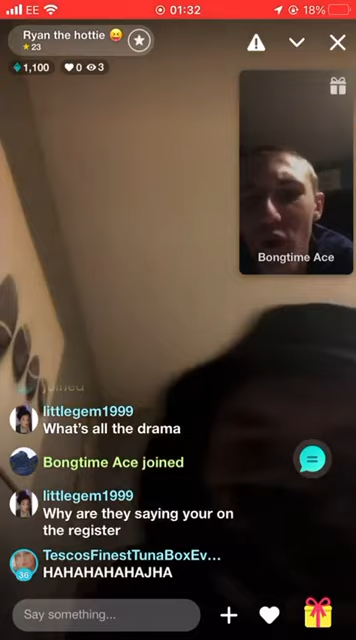 EE 01:32 18%
Ryan the hottie 😛
23
1,100 0 3
Bongtime Ace
joined
littlegem1999
What's all the drama
Bongtime Ace joined
littlegem1999
Why are they saying your on
the register
TescosFinestTunaBoxEv...
36
HAHAHAHAHAJHA
Say something...